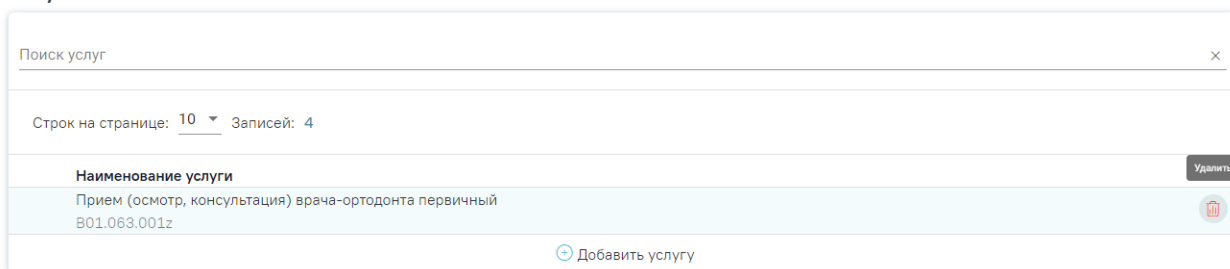 Поиск услуг
Строк на странице: 10 Записей: 4
Удалить
Наименование услуги
Прием (осмотр, консультация) врача-ортодонта первичный
B01.063.001z
Добавить услугу